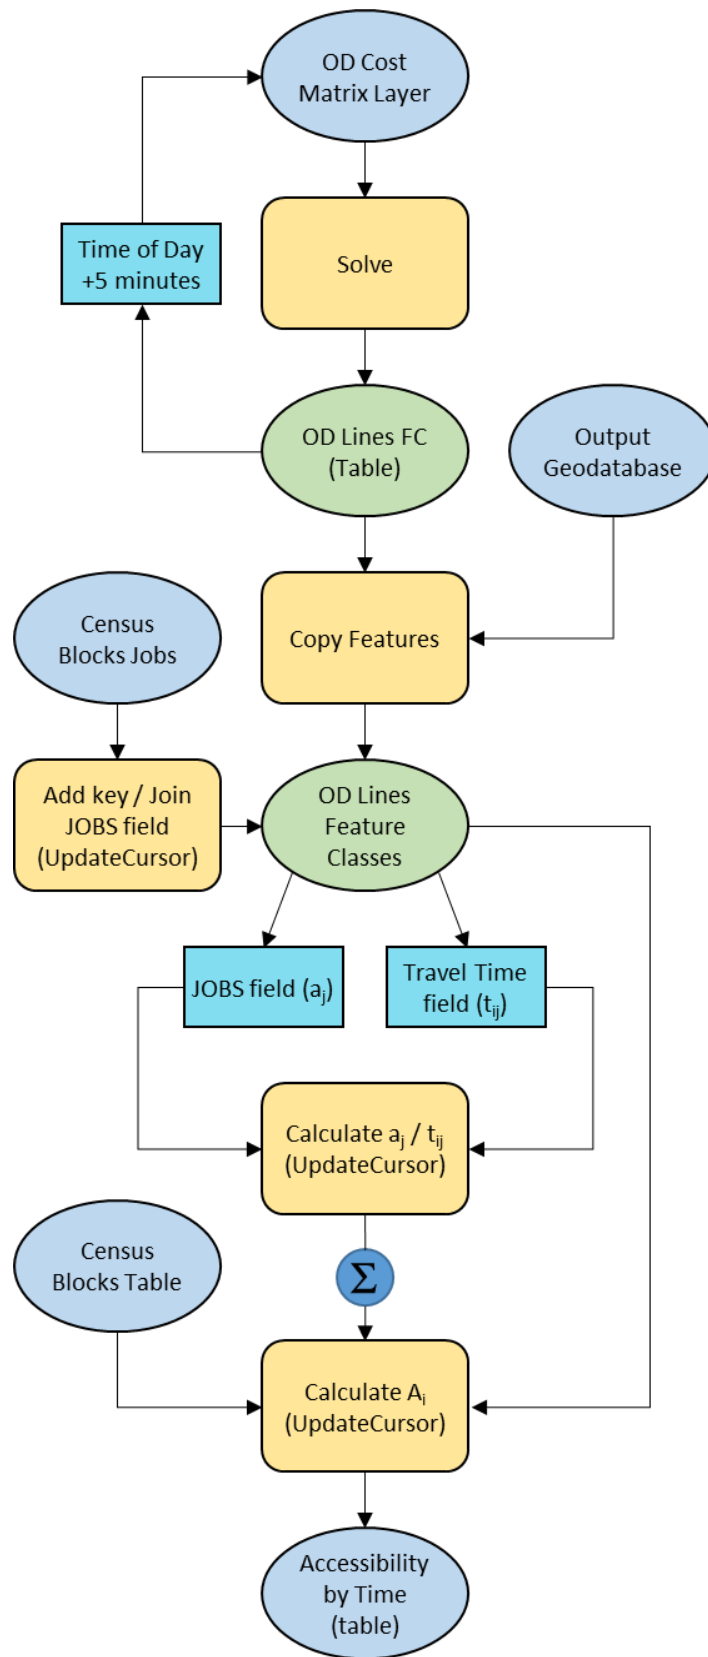 OD Cost
Matrix Layer
Time of Day
+5 minutes
Solve
OD Lines FC
(Table)
Output
Geodatabase
Census
Blocks Jobs
Copy Features
Add key / Join
JOBS field
(UpdateCursor)
OD Lines
Feature
Classes
JOBS field (aj)
Travel Time
field (tij)
Calculate aj / tij
(UpdateCursor)
Census
Blocks Table
Σ
Calculate Ai
(UpdateCursor)
Accessibility
by Time
(table)